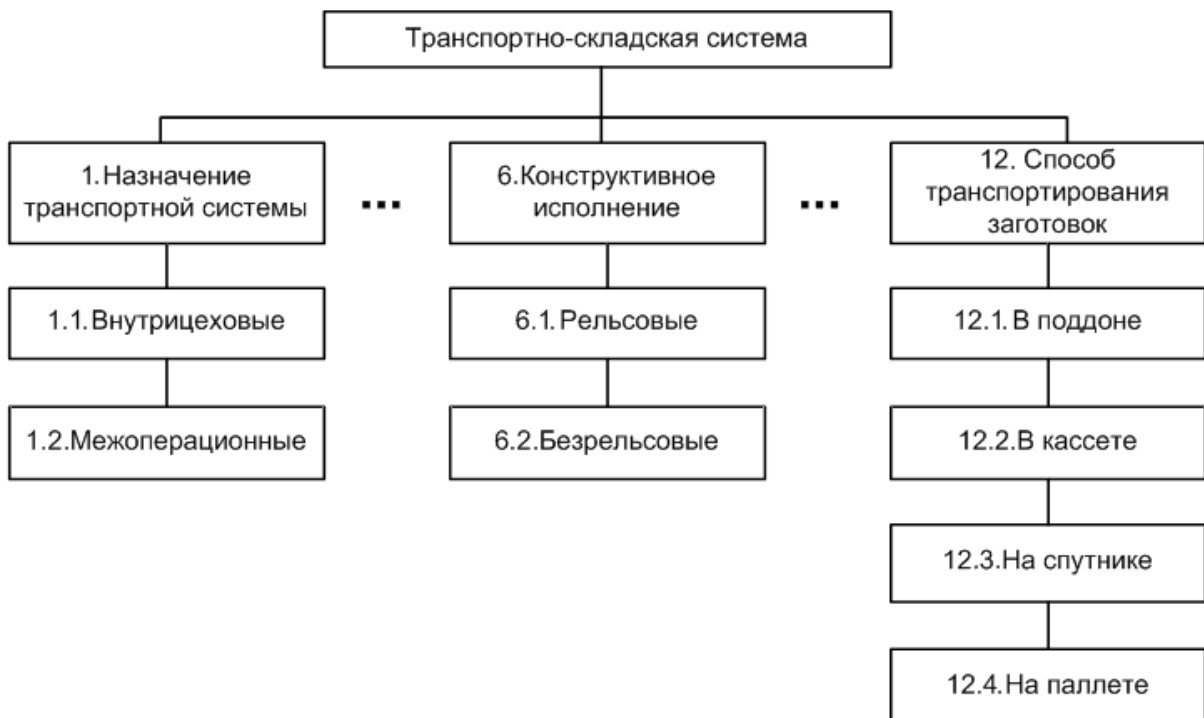 Транспортно-складская система
1.Назначение
транспортной системы
...
6.Конструктивное
исполнение
...
12. Способ
транспортирования
заготовок
1.1.Внутрицеховые
6.1.Рельсовые
12.1. В поддоне
1.2.Межоперационные
6.2.Безрельсовые
12.2.В кассете
12.3.На спутнике
12.4.На паллете